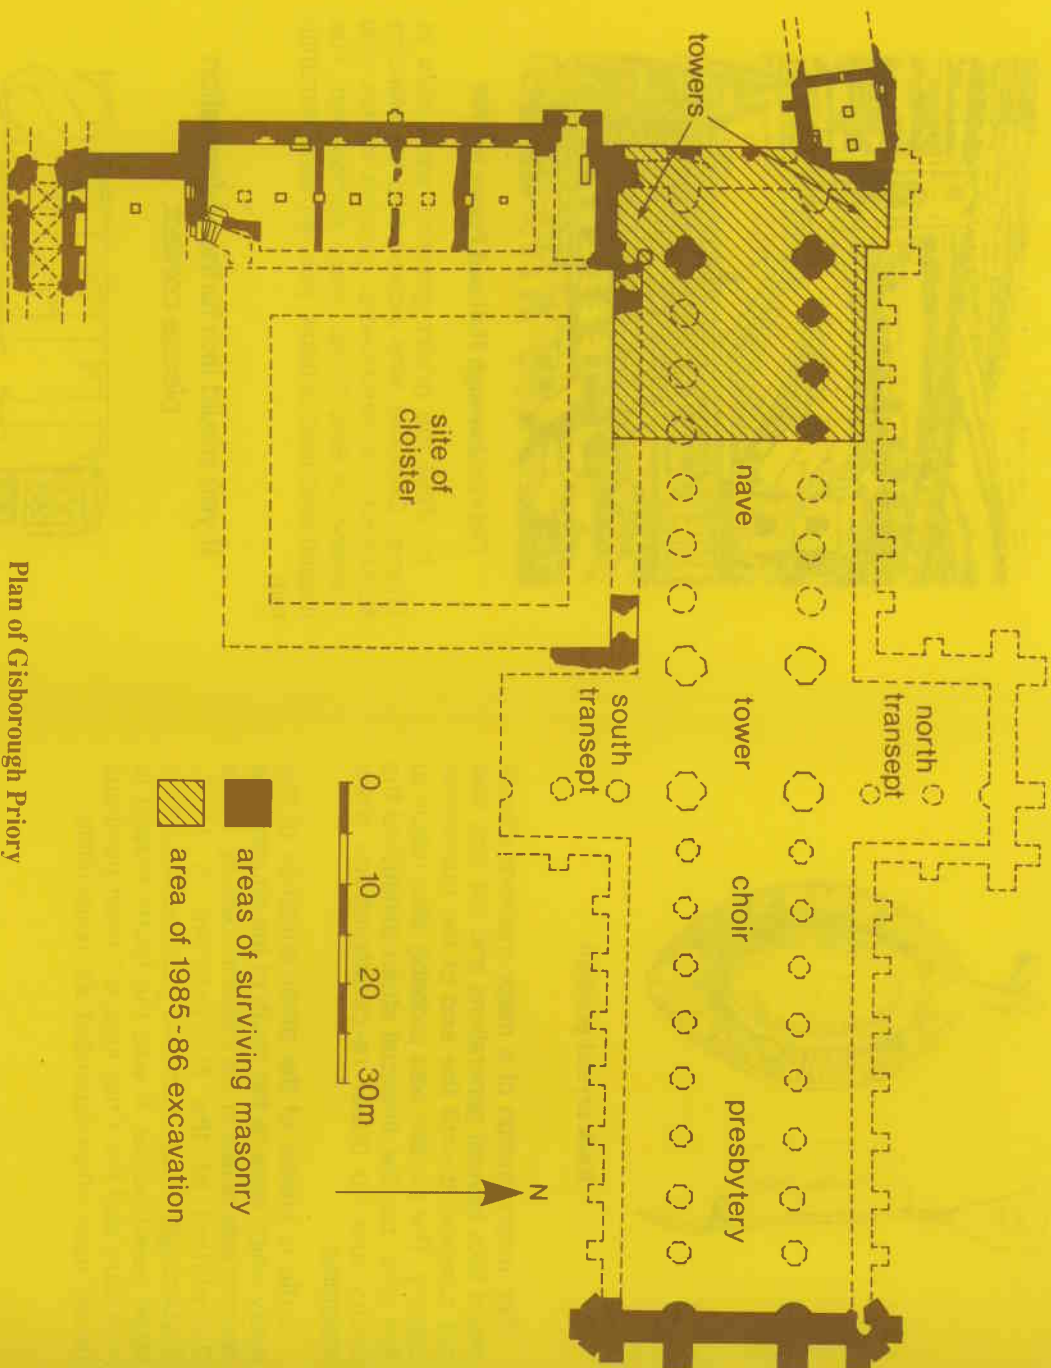 towers
nave
tower
choir
presbytery
north
transept
south
transept
site of
cloister
0 10 20 30m
N
areas of surviving masonry
area of 1985-86 excavation
Plan of Gisborough Priory